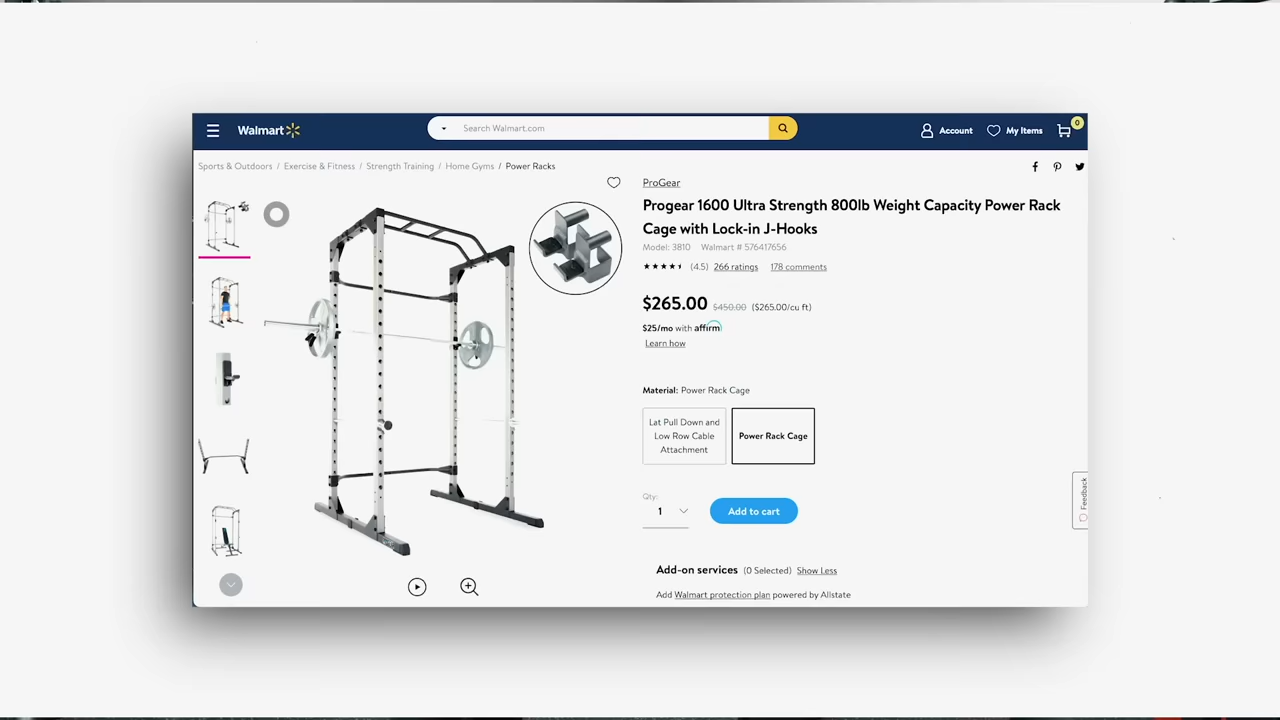 Walmart
Search Walmart.com
Account
My Items
0
Sports & Outdoors / Exercise & Fitness / Strength Training / Home Gyms / Power Racks
ProGear
Progear 1600 Ultra Strength 800lb Weight Capacity Power Rack
Cage with Lock-in J-Hooks
Model: 3810 Walmart # 576417656
(4.5) 266 ratings 178 comments
$265.00 $450.00 ($265.00/cu ft)
$25/mo with affirm
Learn how
Material: Power Rack Cage
Lat Pull Down and
Low Row Cable
Attachment
Power Rack Cage
Qty:
1
Add to cart
Feedback
Add-on services (0 Selected) Show Less
Add Walmart protection plan powered by Allstate